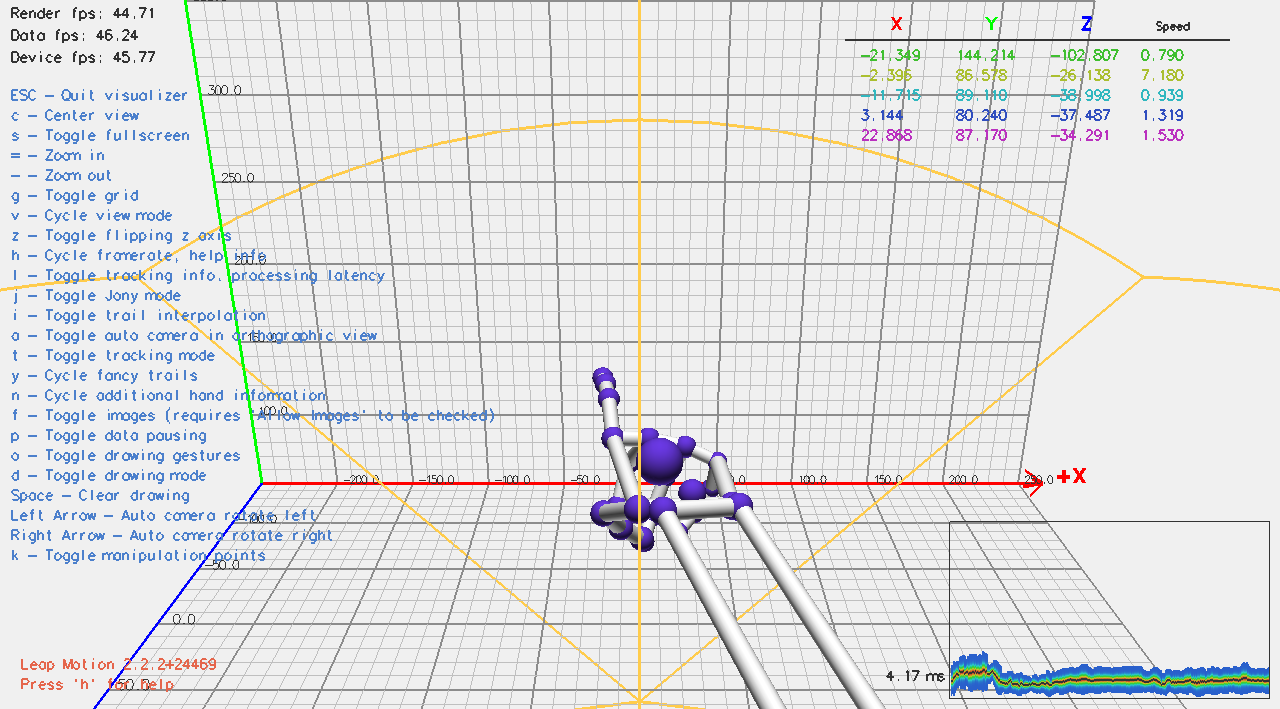 Render fps: 44.71
Data fps: 46.24
Device fps: 45.77
X Y Z Speed
-21.349 144.214 -102.807 0.790
-2.396 86.578 -26.138 7.180
-11.715 89.110 -38.998 0.939
3.144 80.240 -37.487 1.319
22.868 87.170 -34.291 1.530
ESC - Quit visualizer
c - Center view
s - Toggle fullscreen
= - Zoom in
- - Zoom out
g - Toggle grid
v - Cycle view mode
z - Toggle flipping z axis
h - Cycle framerate, help info
l - Toggle tracking info, processing latency
j - Toggle Jony mode
i - Toggle trail interpolation
a - Toggle auto camera in orthographic view
t - Toggle tracking mode
y - Cycle fancy trails
n - Cycle additional hand information
f - Toggle images (requires 'Allow Images' to be checked)
p - Toggle data pausing
o - Toggle drawing gestures
d - Toggle drawing mode
Space - Clear drawing
Left Arrow - Auto camera rotate left
Right Arrow - Auto camera rotate right
k - Toggle manipulation points
300.0
250.0
200.0
150.0
100.0
-200.0 -150.0 -100.0 -50.0 50.0 150.0 200.0 250.0
+X
-100.0
-50.0
0.0
50.0
4.17 ms
Leap Motion 2.2.2+24469
Press 'h' for help